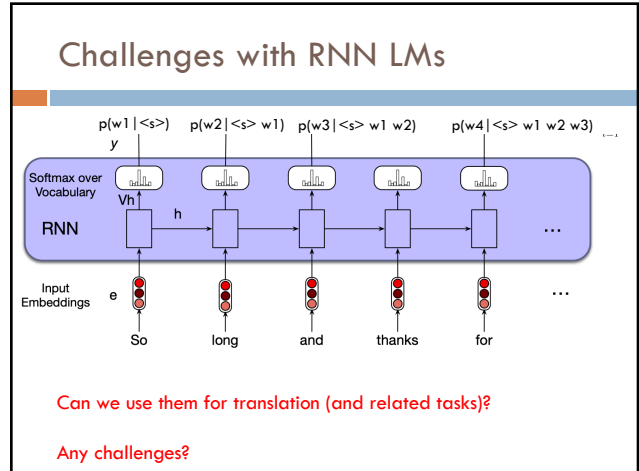 Challenges with RNN LMs
p(w1|<s>) p(w2|<s> w1) p(w3|<s> w1 w2) p(w4|<s> w1 w2 w3)
y
Softmax over
Vocabulary
Vh
RNN h ...
Input
Embeddings e ...
So long and thanks for
Can we use them for translation (and related tasks)?
Any challenges?